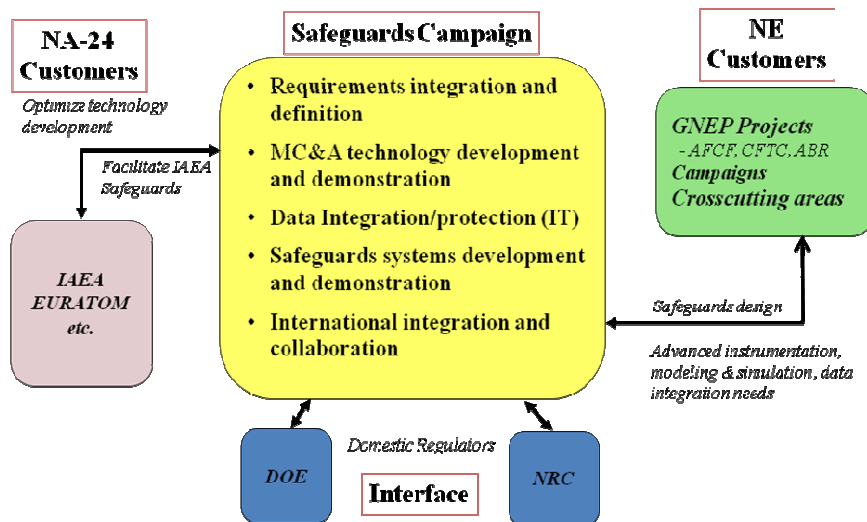 NA-24
Customers
Optimize technology
development
Facilitate IAEA
Safeguards
IAEA
EURATOM
etc.
Safeguards Campaign
• Requirements integration and
definition
• MC&A technology development
and demonstration
• Data Integration/protection (IT)
• Safeguards systems development
and demonstration
• International integration and
collaboration
NE
Customers
GNEP Projects
- AFCF, CFTC, ABR
Campaigns
Crosscutting areas
Safeguards design
Advanced instrumentation,
modeling & simulation, data
integration needs
DOE
Domestic Regulators
Interface
NRC